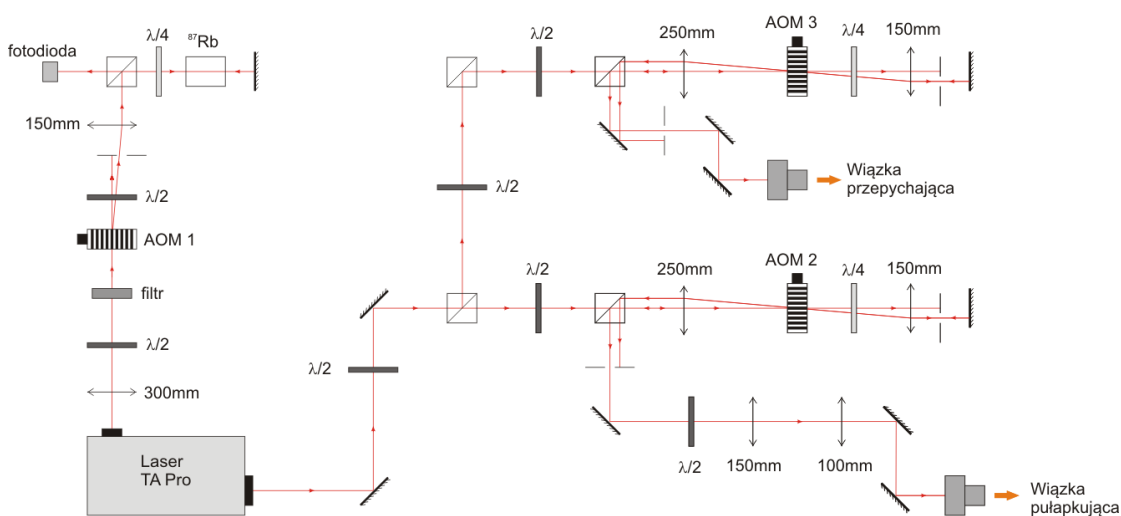 fotodioda
λ/4
⁸⁷Rb
150mm
λ/2
AOM 1
filtr
λ/2
300mm
Laser
TA Pro
λ/2
λ/2
λ/2
250mm
AOM 3
λ/4
150mm
Wiązka
przepychająca
λ/2
250mm
AOM 2
λ/4
150mm
λ/2
150mm
100mm
Wiązka
pułapkująca